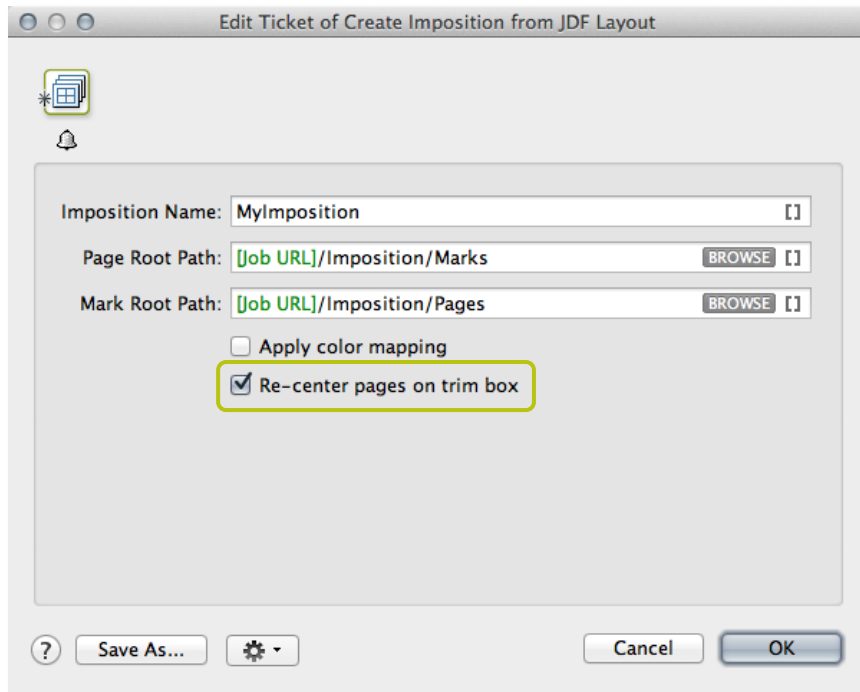 Edit Ticket of Create Imposition from JDF Layout
Imposition Name: MyImposition []
Page Root Path: [Job URL]/Imposition/Marks BROWSE []
Mark Root Path: [Job URL]/Imposition/Pages BROWSE []
Apply color mapping
Re-center pages on trim box
? Save As... Cancel OK